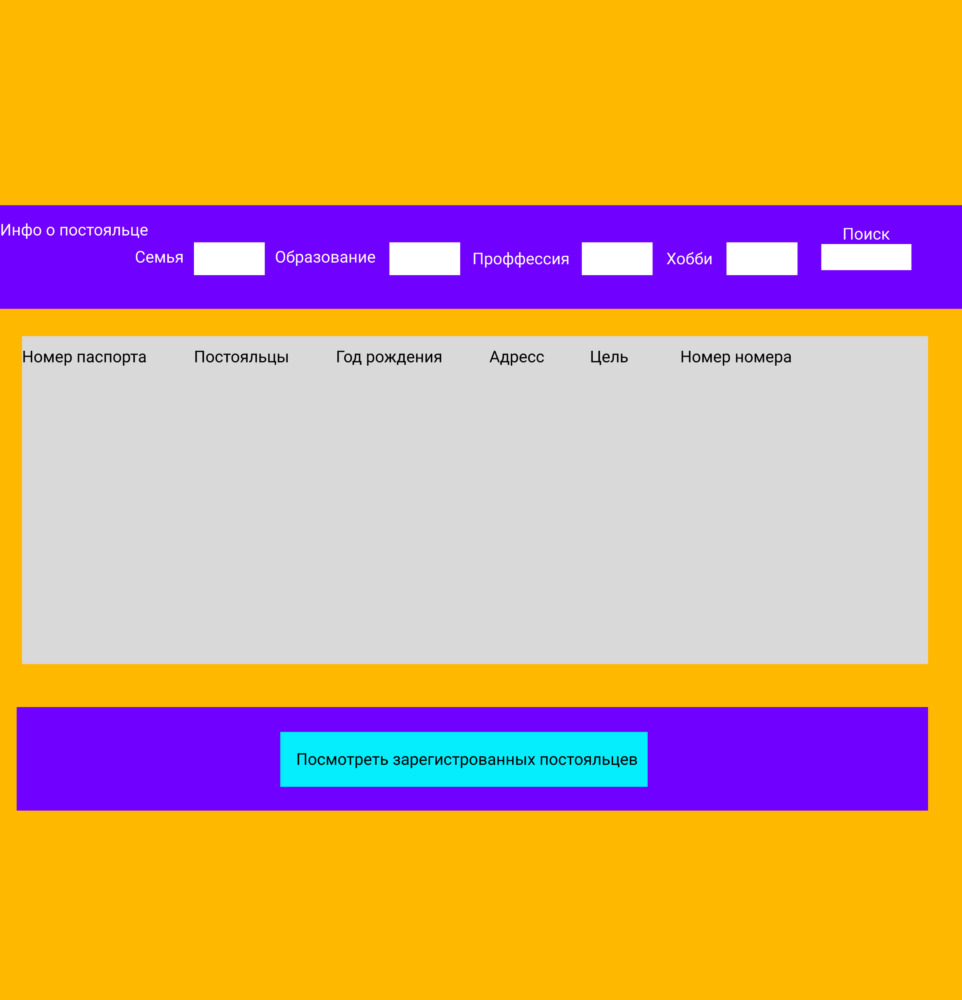 Инфо о постояльце
Поиск
Семья Образование Проффессия Хобби
Номер паспорта Постояльцы Год рождения Адресс Цель Номер номера
Посмотреть зарегистрованных постояльцев